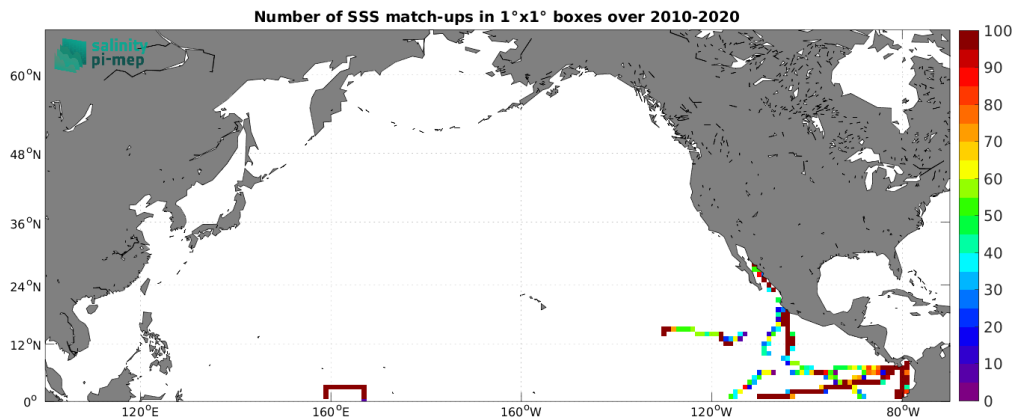 Number of SSS match-ups in 1°x1° boxes over 2010-2020
salinity
pi-mep
60°N
48°N
36°N
24°N
12°N
0°
120°E
160°E
160°W
120°W
80°W
100
90
80
70
60
50
40
30
20
10
0